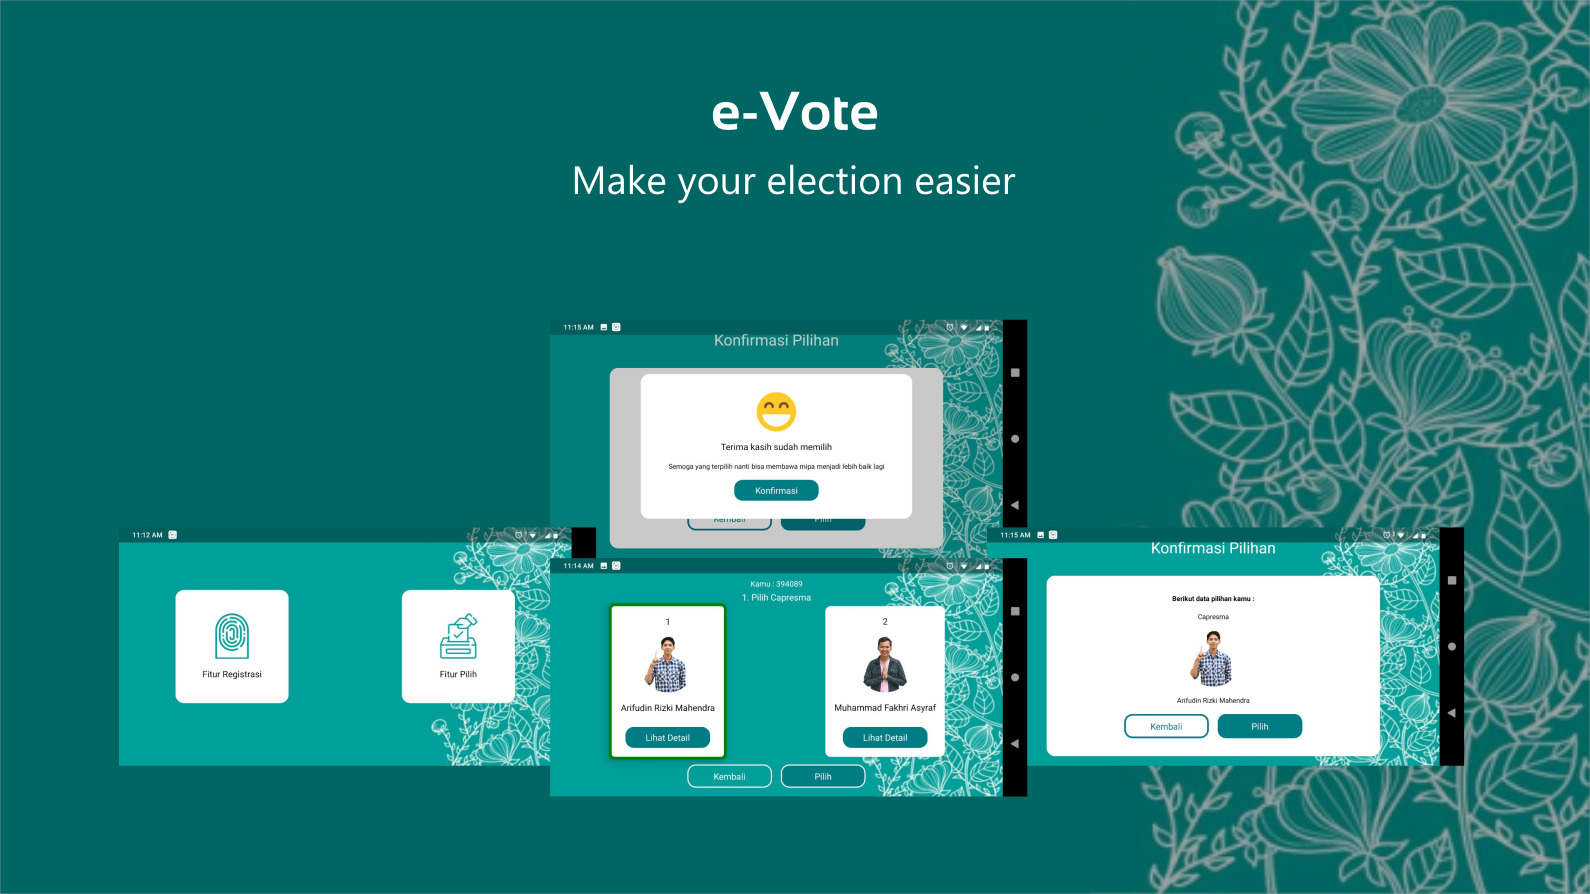 e-Vote
Make your election easier
11:15 AM
Konfirmasi Pilihan
Terima kasih sudah memilih
Semoga yang terpilih nanti bisa membawa mipa menjadi lebih baik lagi
Konfirmasi
Kembali
Pilih
11:12 AM
Fitur Registrasi
Fitur Pilih
11:14 AM
Kamu : 394089
1. Pilih Capresma
1
2
Arifudin Rizki Mahendra
Muhammad Fakhri Asyraf
Lihat Detail
Lihat Detail
Kembali
Pilih
11:15 AM
Konfirmasi Pilihan
Berikut data pilihan kamu :
Capresma
Arifudin Rizki Mahendra
Kembali
Pilih